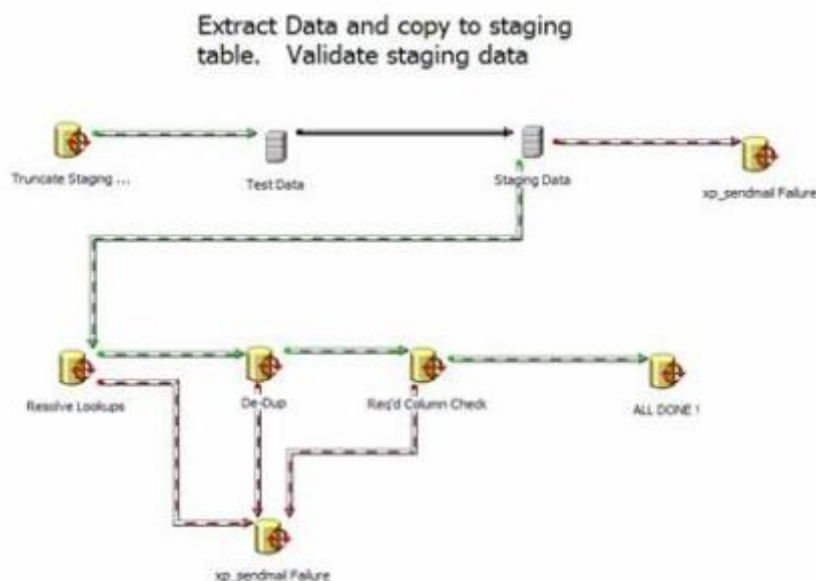 Extract Data and copy to staging
table. Validate staging data
Truncate Staging ...
Test Data
Staging Data
xp_sendmail Failure
Resolve Lookups
De-Dup
Req'd Column Check
ALL DONE !
xp_sendmail Failure